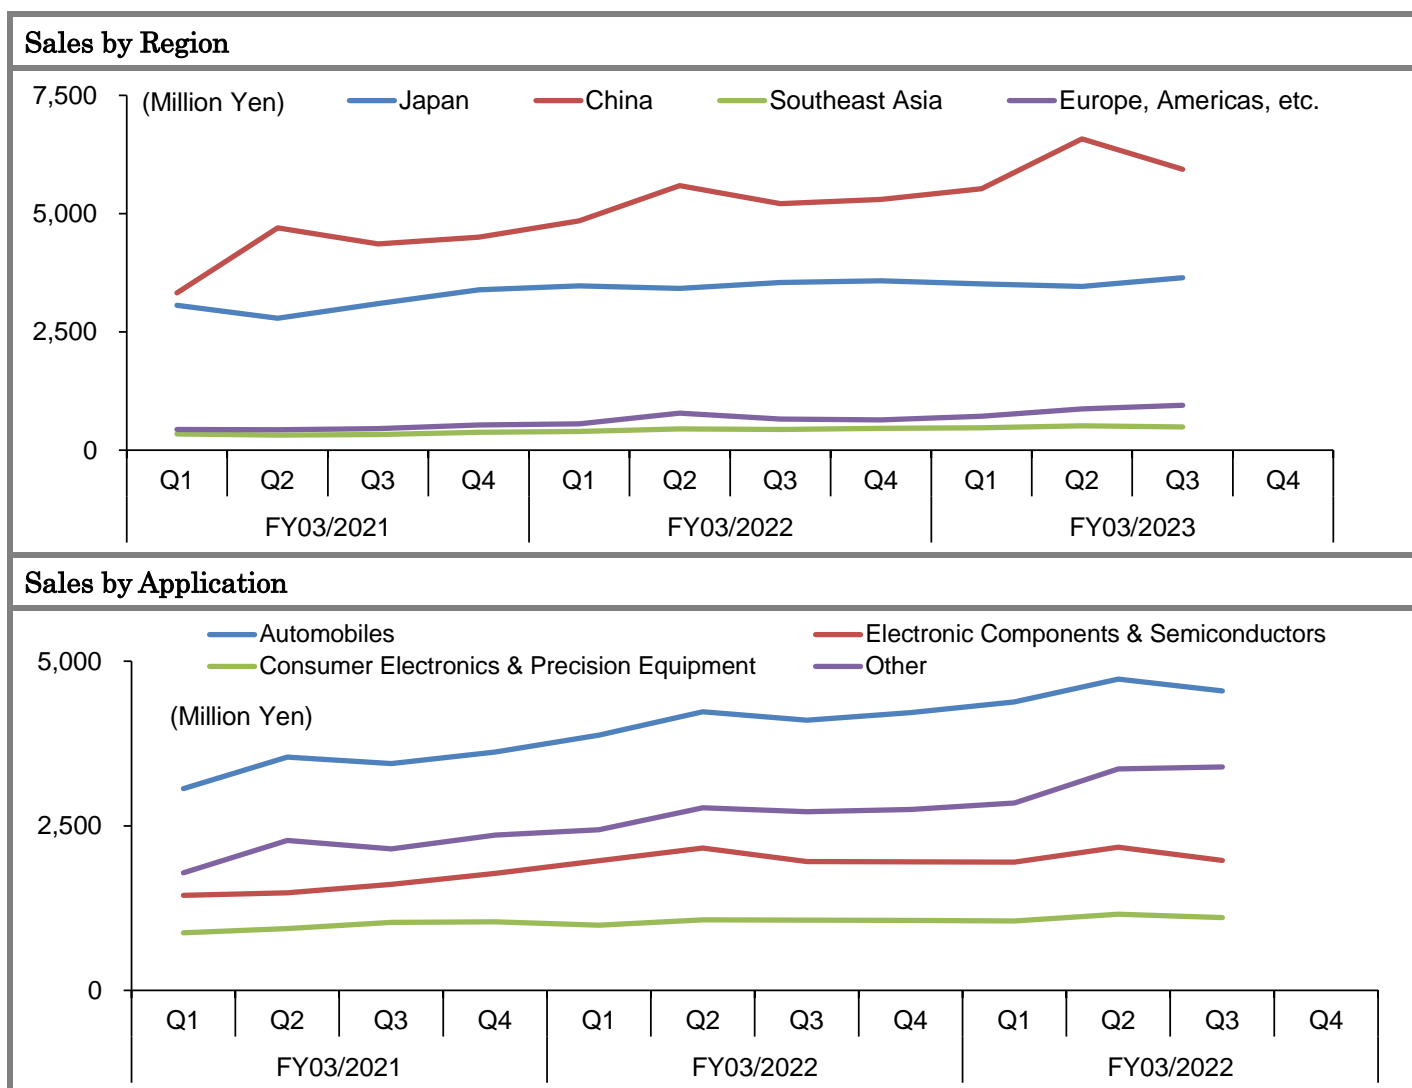 Sales by Region
(Million Yen) Japan China Southeast Asia Europe, Americas, etc.
7,500
5,000
2,500
0
Q1 Q2 Q3 Q4 Q1 Q2 Q3 Q4 Q1 Q2 Q3 Q4
FY03/2021 FY03/2022 FY03/2023
Sales by Application
Automobiles Electronic Components & Semiconductors
Consumer Electronics & Precision Equipment Other
(Million Yen)
5,000
2,500
0
Q1 Q2 Q3 Q4 Q1 Q2 Q3 Q4 Q1 Q2 Q3 Q4
FY03/2021 FY03/2022 FY03/2022